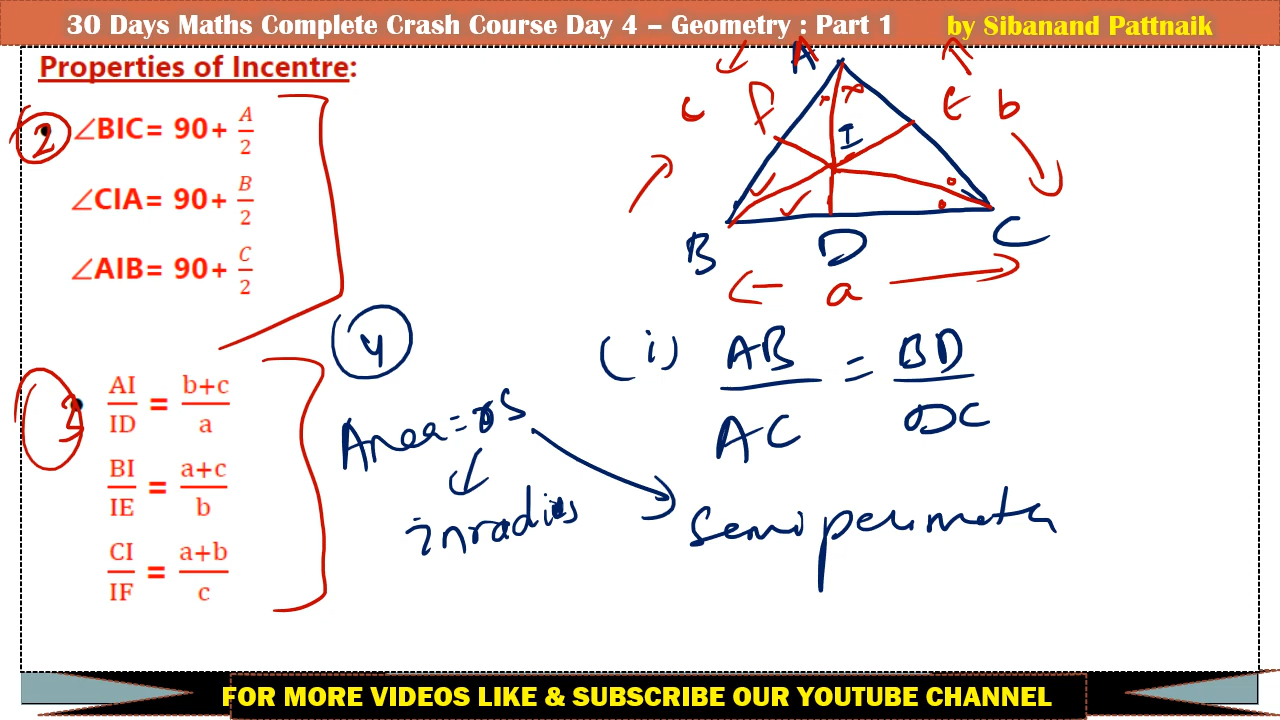 30 Days Maths Complete Crash Course Day 4 – Geometry : Part 1 by Sibanand Pattnaik
Properties of Incentre:
2 ∠BIC= 90+ A/2
∠CIA= 90+ B/2
∠AIB= 90+ C/2
3 AI/ID = b+c/a
BI/IE = a+c/b
CI/IF = a+b/c
A
c F E b
I
B D C
a
4
Area = rs
inradius
semi perimeter
(i) AB/AC = BD/DC
FOR MORE VIDEOS LIKE & SUBSCRIBE OUR YOUTUBE CHANNEL